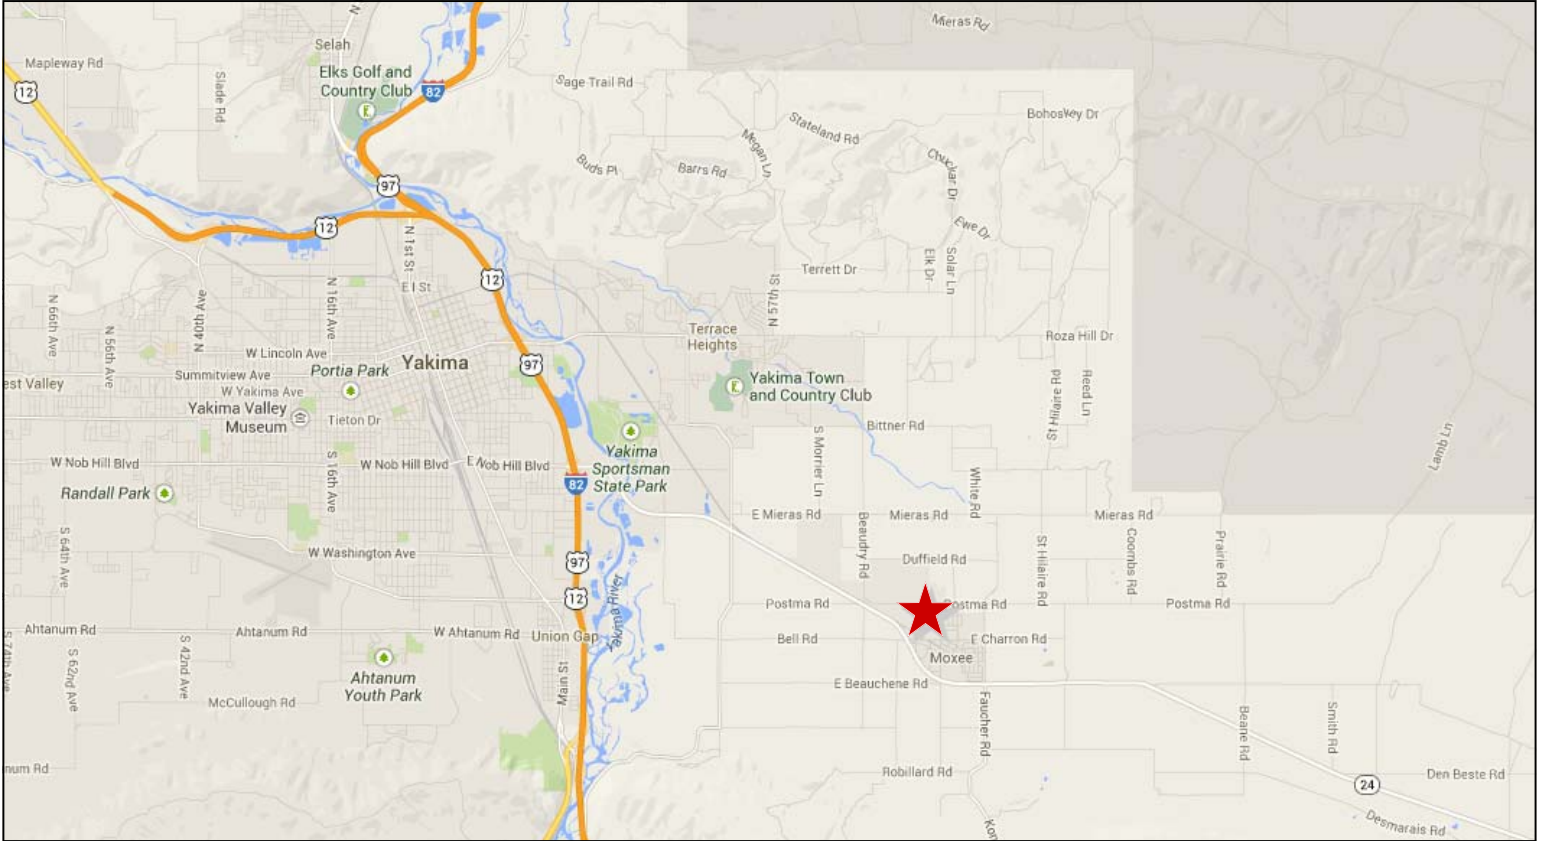 Mieras Rd
Selah
N
Mapleway Rd
Elks Golf and
Country Club
82
12
Slade Rd
Sage Trail Rd
Bohoskey Dr
Stateland Rd
Megan Ln
Buds Pl
Barrs Rd
Chuckar Dr
97
12
N 1st St
Ewe Dr
Elk Dr
Solar Ln
Terrett Dr
12
E I St
N 16th Ave
N 40th Ave
N 57th St
N 66th Ave
N 56th Ave
Terrace
Heights
Roza Hill Dr
W Lincoln Ave
Yakima
97
Summitview Ave
Portia Park
est Valley
W Yakima Ave
Yakima Town
and Country Club
Yakima Valley
Museum
Tieton Dr
St Hilaire Rd
Reed Ln
Bittner Rd
S Morrier Ln
Lamb Ln
Yakima
Sportsman
State Park
W Nob Hill Blvd
W Nob Hill Blvd
E Nob Hill Blvd
S 16th Ave
82
White Rd
Randall Park
E Mieras Rd
Mieras Rd
Mieras Rd
Beaudry Rd
S 64th Ave
W Washington Ave
97
Duffield Rd
St Hilaire Rd
Coombs Rd
Prairie Rd
12
Yakima River
Postma Rd
Postma Rd
Postma Rd
Ahtanum Rd
Ahtanum Rd
W Ahtanum Rd
Union Gap
Bell Rd
E Charron Rd
Moxee
S 74th Ave
S 62nd Ave
S 42nd Ave
Ahtanum
Youth Park
Main St
E Beauchene Rd
McCullough Rd
Faucher Rd
Beane Rd
Smith Rd
num Rd
Robillard Rd
24
Den Beste Rd
Desmarais Rd
Kon